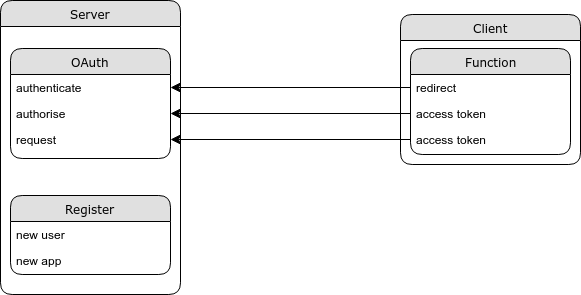 Server
OAuth
authenticate
authorise
request
Register
new user
new app
Client
Function
redirect
access token
access token